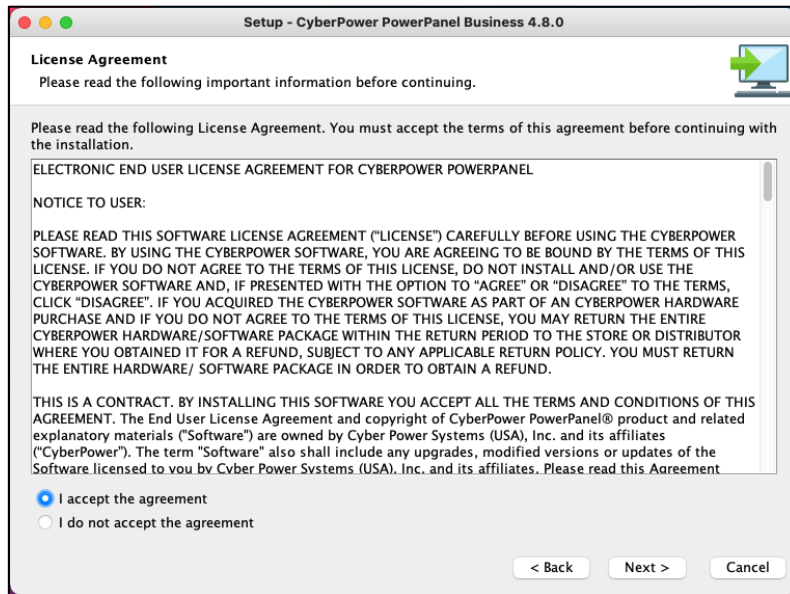 Setup - CyberPower PowerPanel Business 4.8.0
License Agreement
Please read the following important information before continuing.
Please read the following License Agreement. You must accept the terms of this agreement before continuing with
the installation.
ELECTRONIC END USER LICENSE AGREEMENT FOR CYBERPOWER POWERPANEL
NOTICE TO USER:
PLEASE READ THIS SOFTWARE LICENSE AGREEMENT (“LICENSE”) CAREFULLY BEFORE USING THE CYBERPOWER
SOFTWARE. BY USING THE CYBERPOWER SOFTWARE, YOU ARE AGREEING TO BE BOUND BY THE TERMS OF THIS
LICENSE. IF YOU DO NOT AGREE TO THE TERMS OF THIS LICENSE, DO NOT INSTALL AND/OR USE THE
CYBERPOWER SOFTWARE AND, IF PRESENTED WITH THE OPTION TO “AGREE” OR “DISAGREE” TO THE TERMS,
CLICK “DISAGREE”. IF YOU ACQUIRED THE CYBERPOWER SOFTWARE AS PART OF AN CYBERPOWER HARDWARE
PURCHASE AND IF YOU DO NOT AGREE TO THE TERMS OF THIS LICENSE, YOU MAY RETURN THE ENTIRE
CYBERPOWER HARDWARE/SOFTWARE PACKAGE WITHIN THE RETURN PERIOD TO THE STORE OR DISTRIBUTOR
WHERE YOU OBTAINED IT FOR A REFUND, SUBJECT TO ANY APPLICABLE RETURN POLICY. YOU MUST RETURN
THE ENTIRE HARDWARE/ SOFTWARE PACKAGE IN ORDER TO OBTAIN A REFUND.
THIS IS A CONTRACT. BY INSTALLING THIS SOFTWARE YOU ACCEPT ALL THE TERMS AND CONDITIONS OF THIS
AGREEMENT. The End User License Agreement and copyright of CyberPower PowerPanel® product and related
explanatory materials ("Software") are owned by Cyber Power Systems (USA), Inc. and its affiliates
(“CyberPower”). The term "Software" also shall include any upgrades, modified versions or updates of the
Software licensed to you by Cyber Power Systems (USA), Inc. and its affiliates. Please read this Agreement
I accept the agreement
I do not accept the agreement
< Back
Next >
Cancel